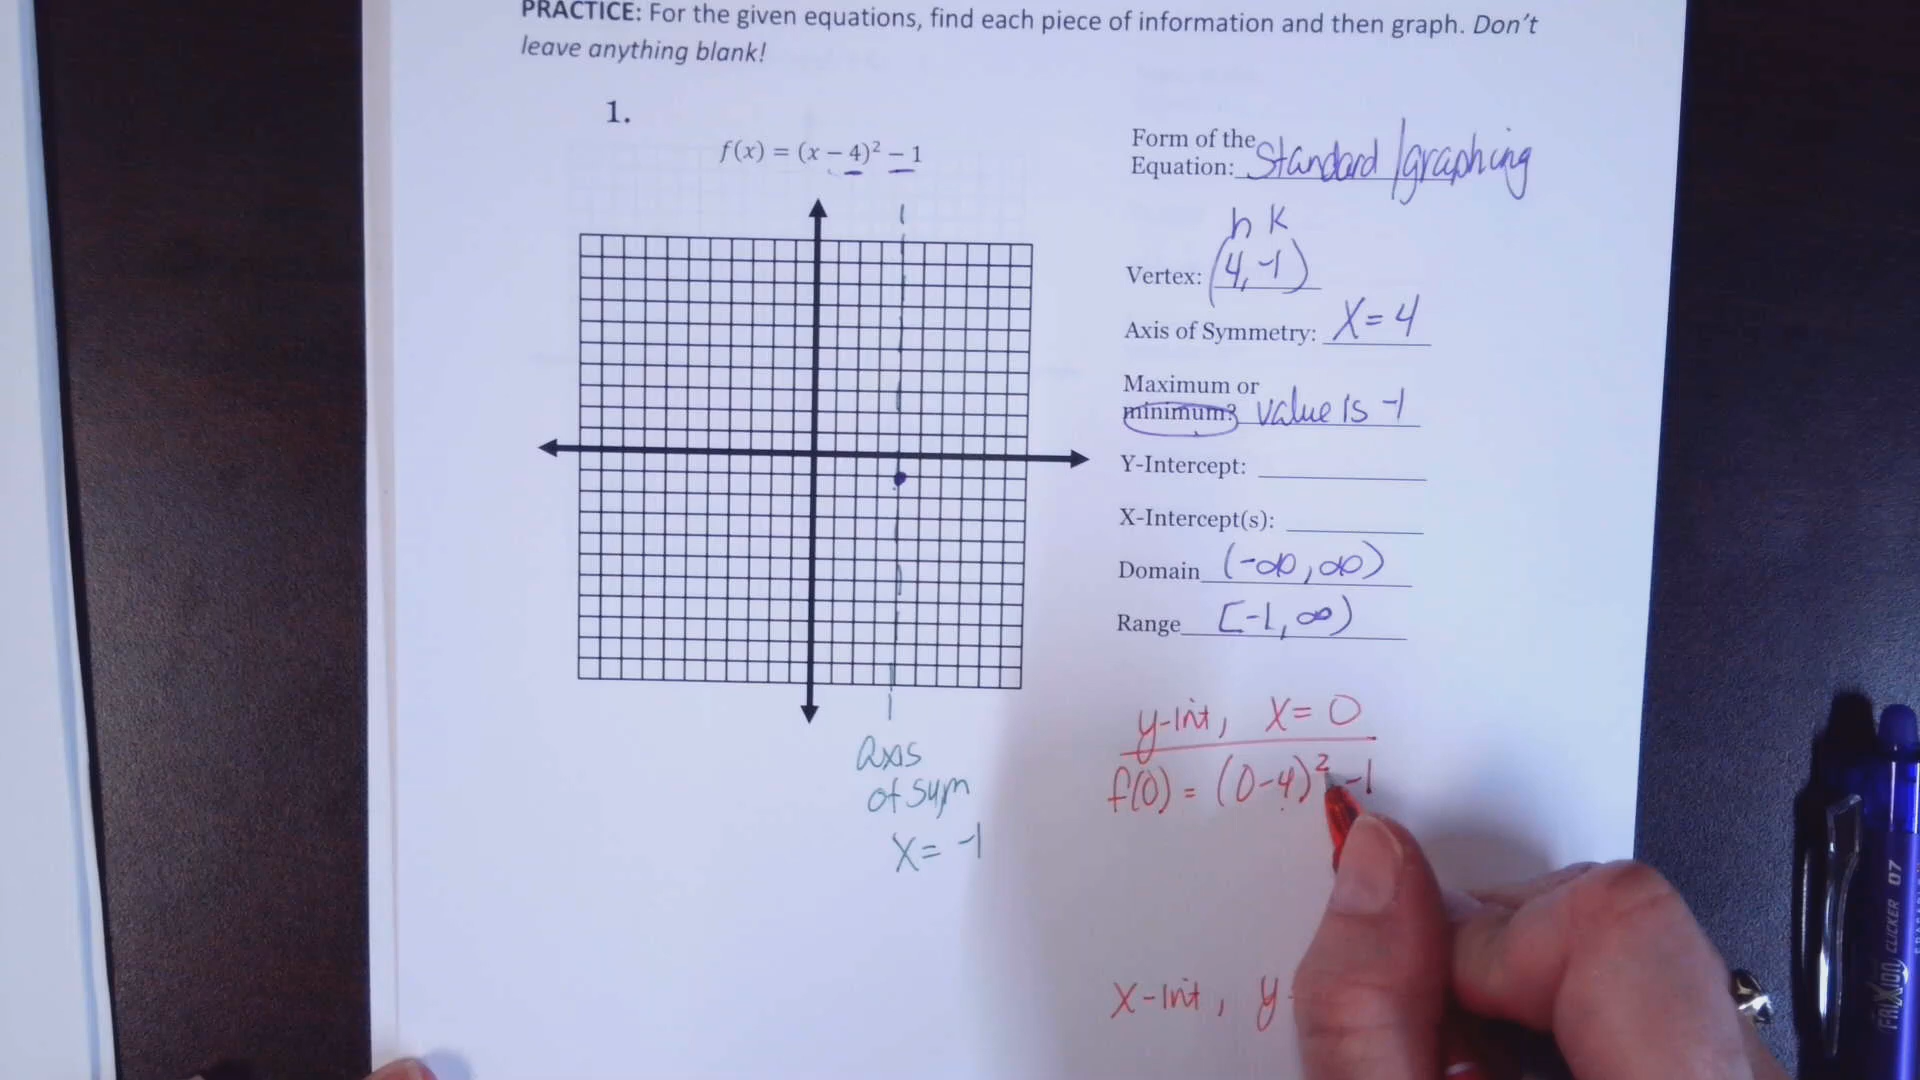 PRACTICE: For the given equations, find each piece of information and then graph. Don't
leave anything blank!
1.
f(x) = (x – 4)² – 1
Form of the
Equation: Standard/graphing
h K
Vertex: (4, -1)
Axis of Symmetry: X = 4
Maximum or
minimum? value is -1
Y-Intercept:
X-Intercept(s):
Domain (-∞, ∞)
Range [-1, ∞)
axis
of sym
X = -1
y-int, X = 0
f(0) = (0-4)² -1
x-int, y
FRIXION CLICKER 07